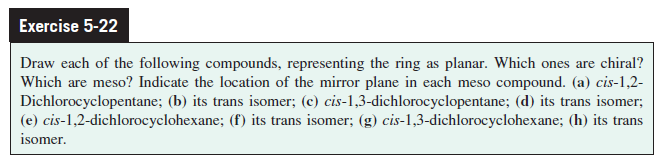 Exercise 5-22
Draw each of the following compounds, representing the ring as planar. Which ones are chiral?
Which are meso? Indicate the location of the mirror plane in each meso compound. (a) cis-1,2-
Dichlorocyclopentane; (b) its trans isomer; (c) cis-1,3-dichlorocyclopentane; (d) its trans isomer;
(e) cis-1,2-dichlorocyclohexane; (f) its trans isomer; (g) cis-1,3-dichlorocyclohexane; (h) its trans
isomer.